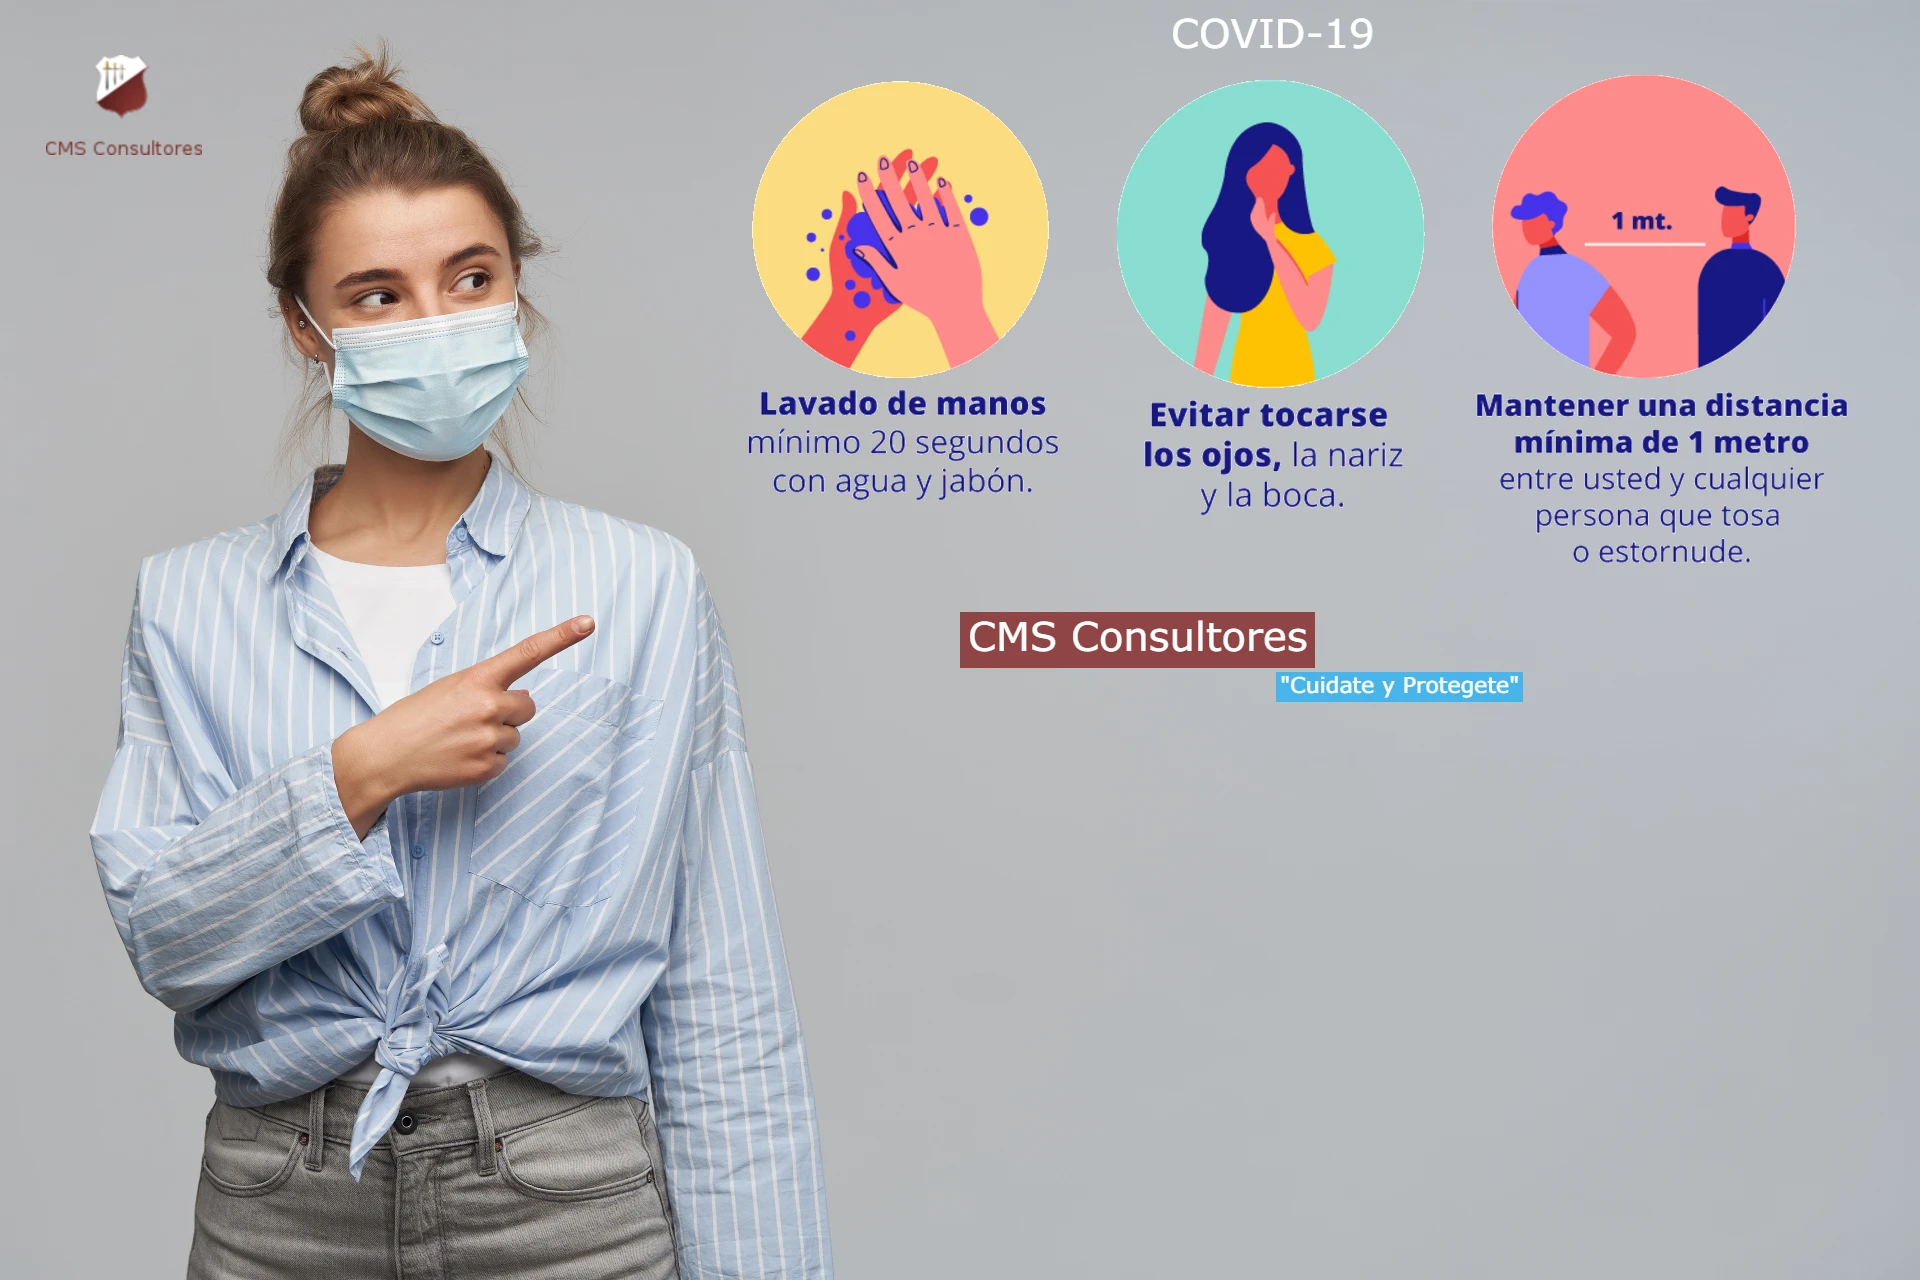 COVID-19
CMS Consultores
1 mt.
Lavado de manos
mínimo 20 segundos
con agua y jabón.
Evitar tocarse
los ojos, la nariz
y la boca.
Mantener una distancia
mínima de 1 metro
entre usted y cualquier
persona que tosa
o estornude.
CMS Consultores
"Cuidate y Protegete"